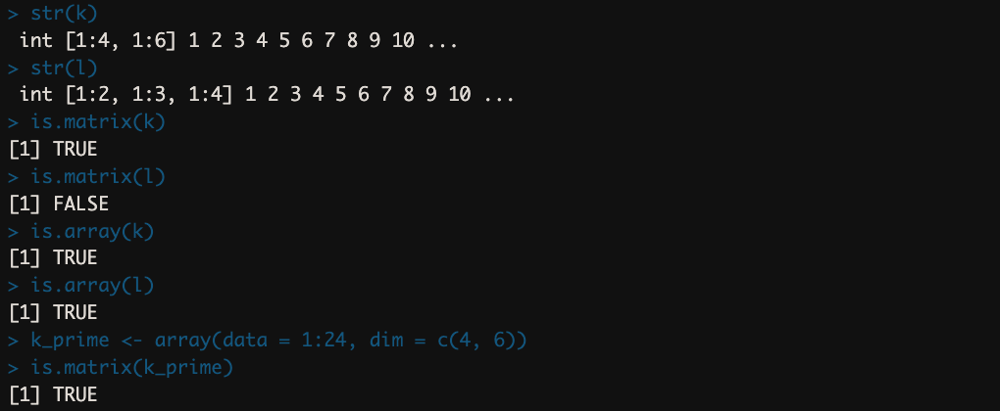 > str(k)
 int [1:4, 1:6] 1 2 3 4 5 6 7 8 9 10 ...
> str(l)
 int [1:2, 1:3, 1:4] 1 2 3 4 5 6 7 8 9 10 ...
> is.matrix(k)
[1] TRUE
> is.matrix(l)
[1] FALSE
> is.array(k)
[1] TRUE
> is.array(l)
[1] TRUE
> k_prime <- array(data = 1:24, dim = c(4, 6))
> is.matrix(k_prime)
[1] TRUE